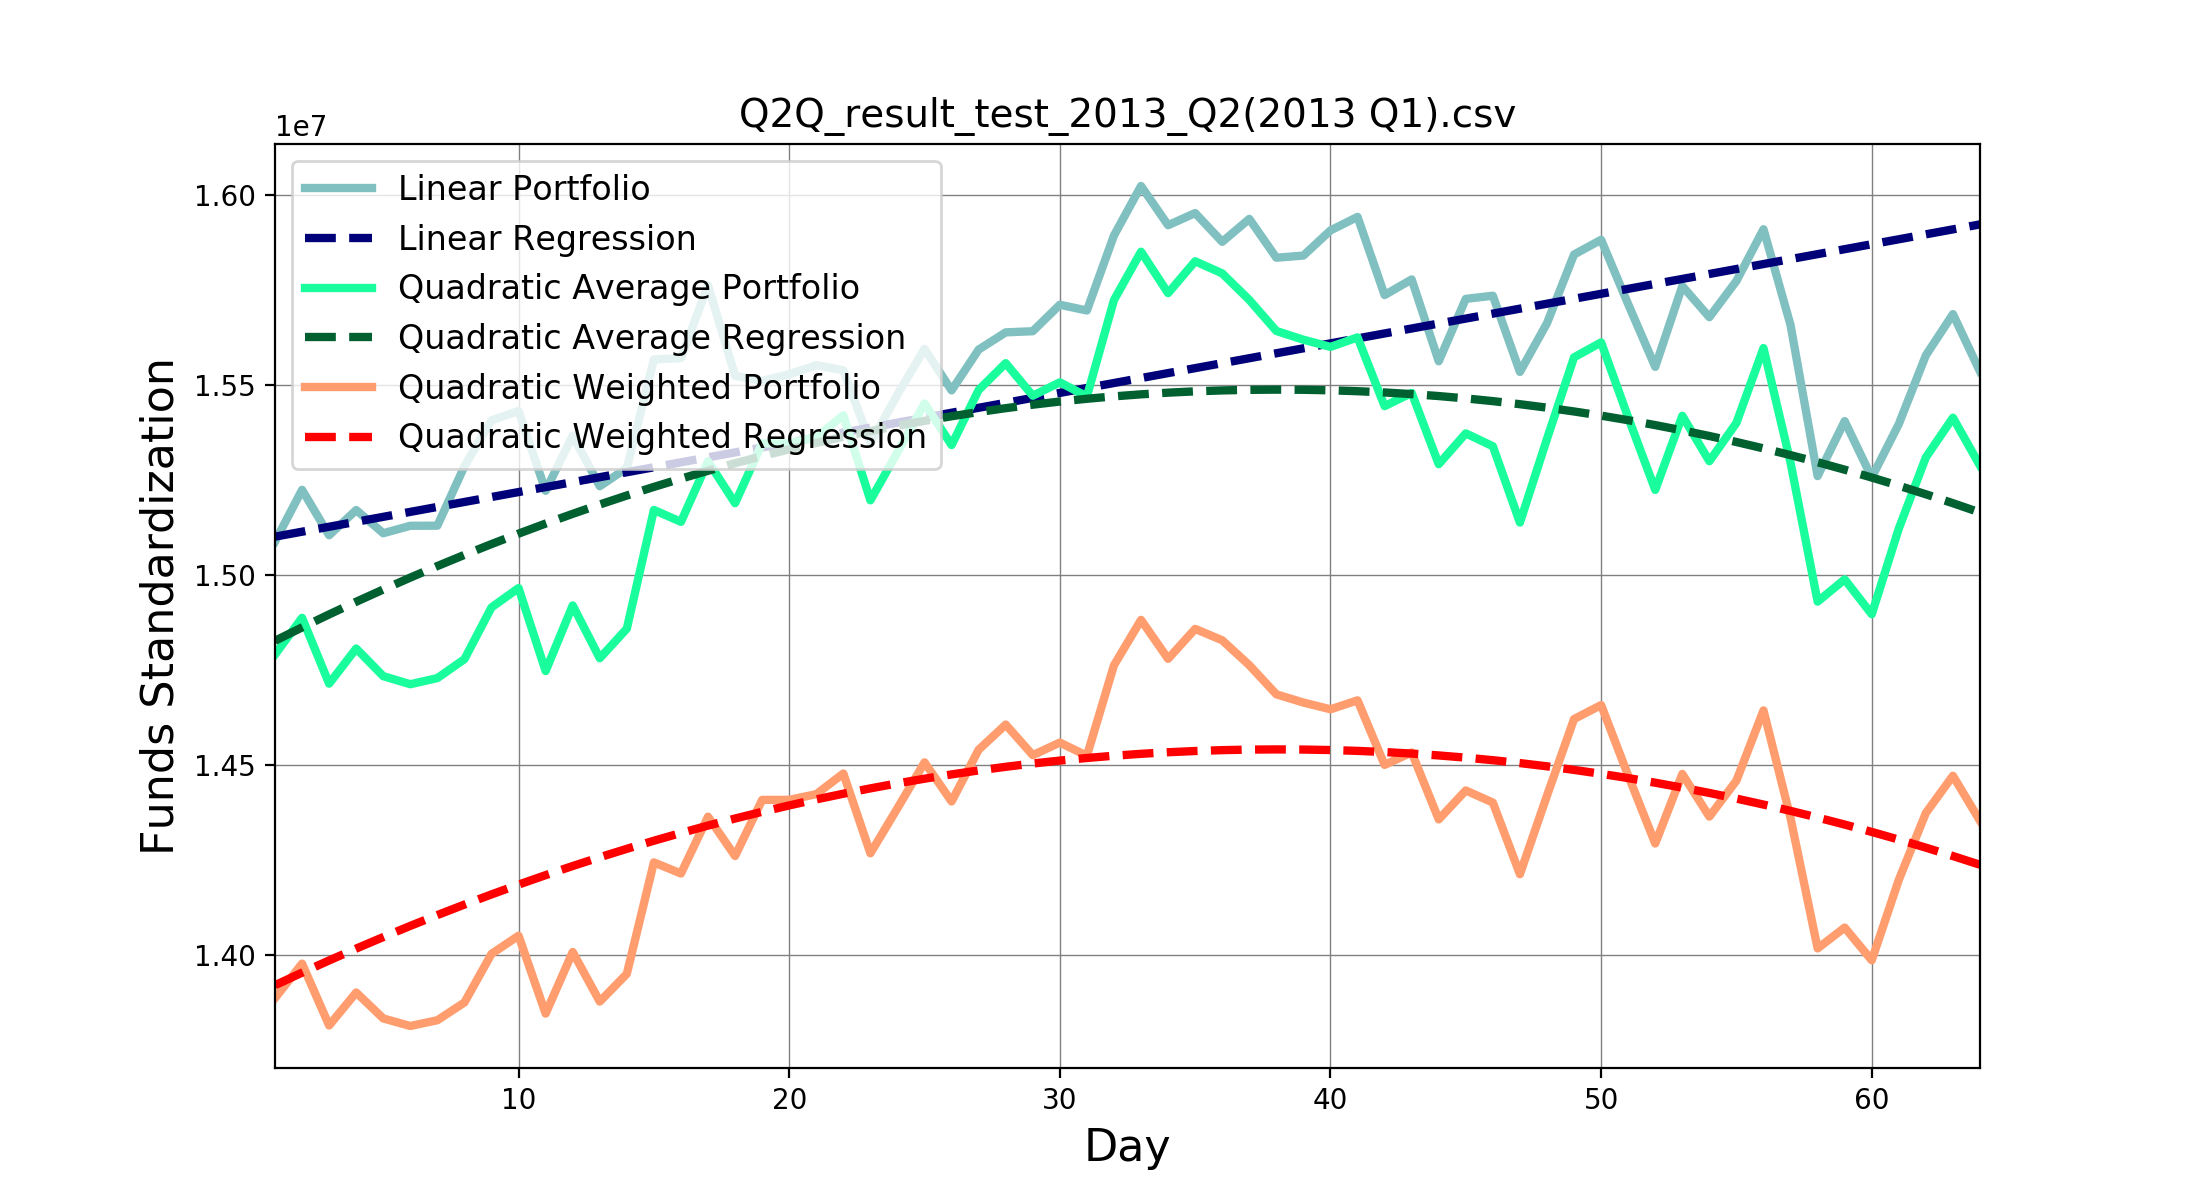 Q2Q_result_test_2013_Q2(2013 Q1).csv
1e7
Linear Portfolio
Linear Regression
Quadratic Average Portfolio
Quadratic Average Regression
Quadratic Weighted Portfolio
Quadratic Weighted Regression
1.60
1.55
1.50
1.45
1.40
Funds Standardization
10 20 30 40 50 60
Day